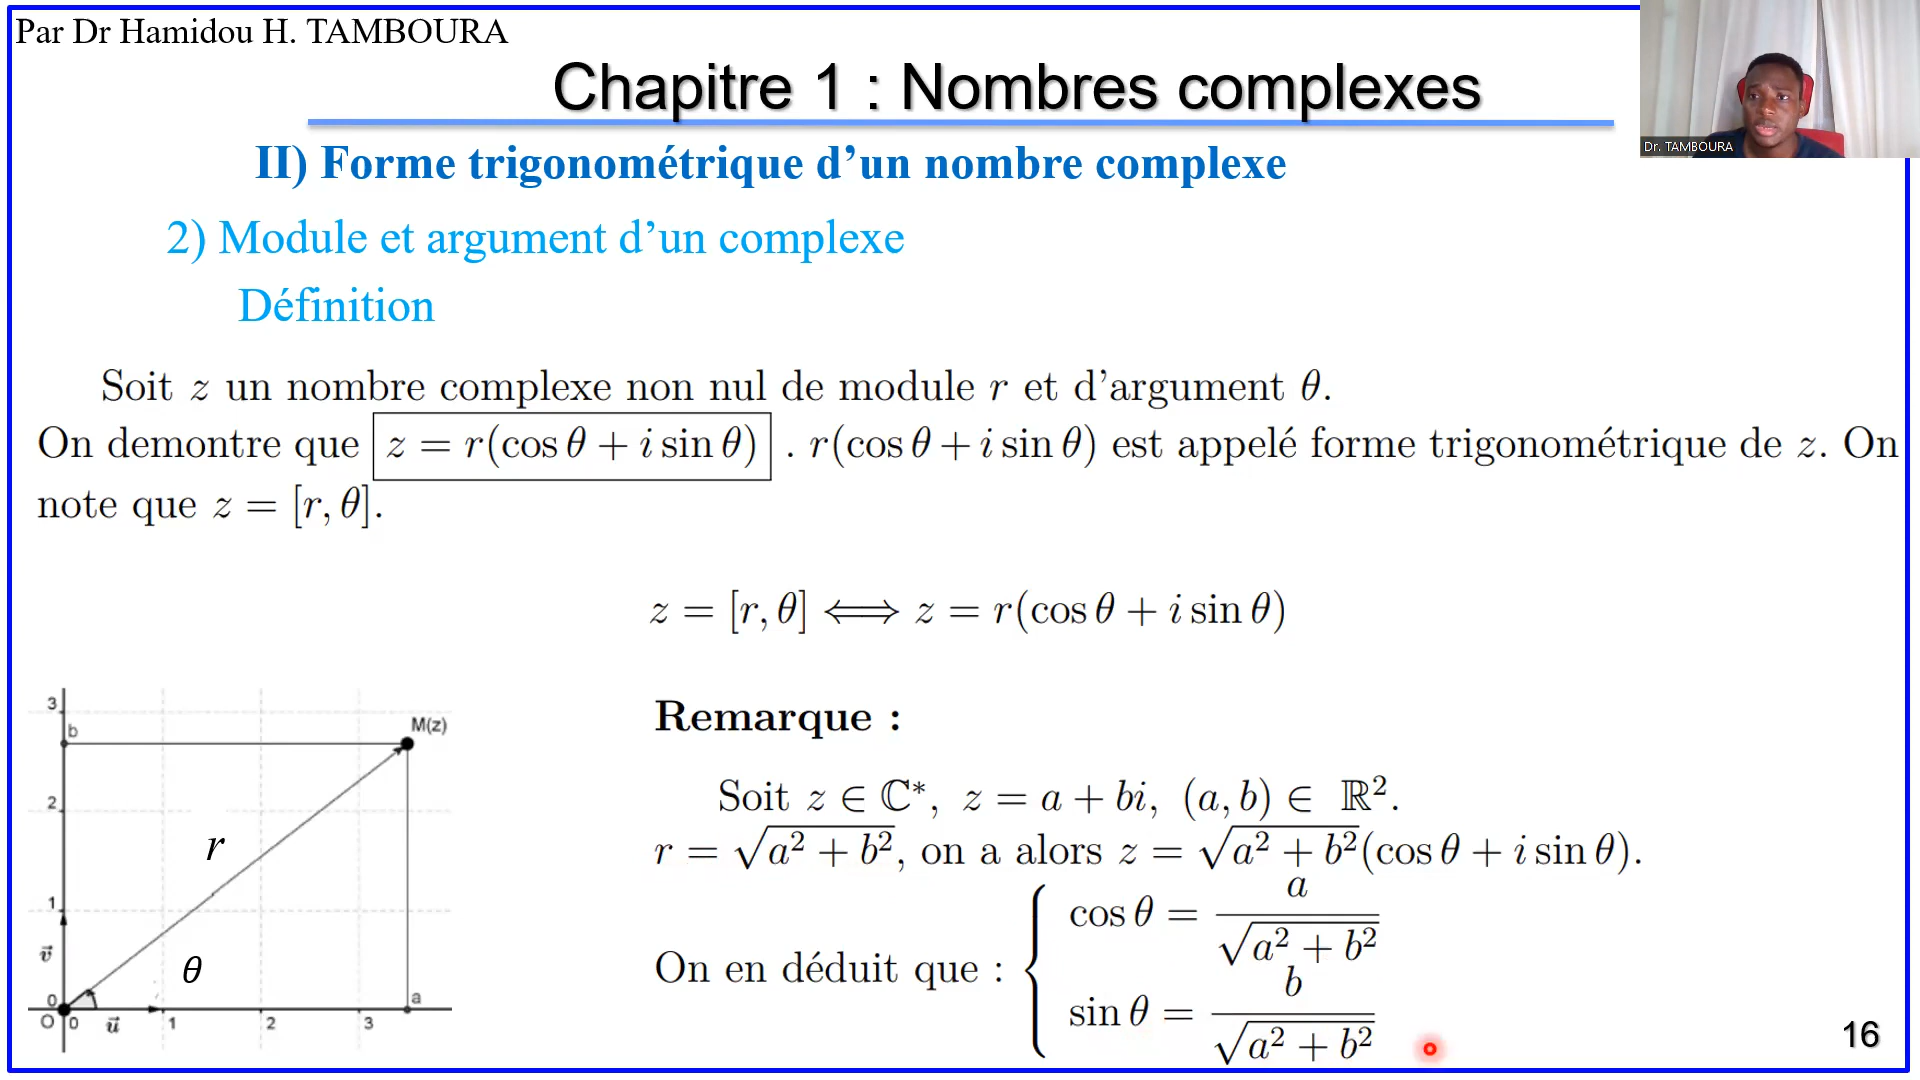 Par Dr Hamidou H. TAMBOURA
Chapitre 1 : Nombres complexes
Dr. TAMBOURA
II) Forme trigonométrique d’un nombre complexe
2) Module et argument d’un complexe
Définition
Soit z un nombre complexe non nul de module r et d’argument θ.
On demontre que z = r(cos θ + i sin θ) . r(cos θ + i sin θ) est appelé forme trigonométrique de z. On
note que z = [r, θ].
z = [r, θ] ⟺ z = r(cos θ + i sin θ)
3
b
M(z)
2
r
1
v⃗
θ
0
a
O 0 u⃗ 1 2 3
Remarque :
Soit z ∈ ℂ*, z = a + bi, (a, b) ∈ ℝ².
r = √(a² + b²), on a alors z = √(a² + b²)(cos θ + i sin θ).
On en déduit que : { cos θ = a / √(a² + b²)
sin θ = b / √(a² + b²)
16